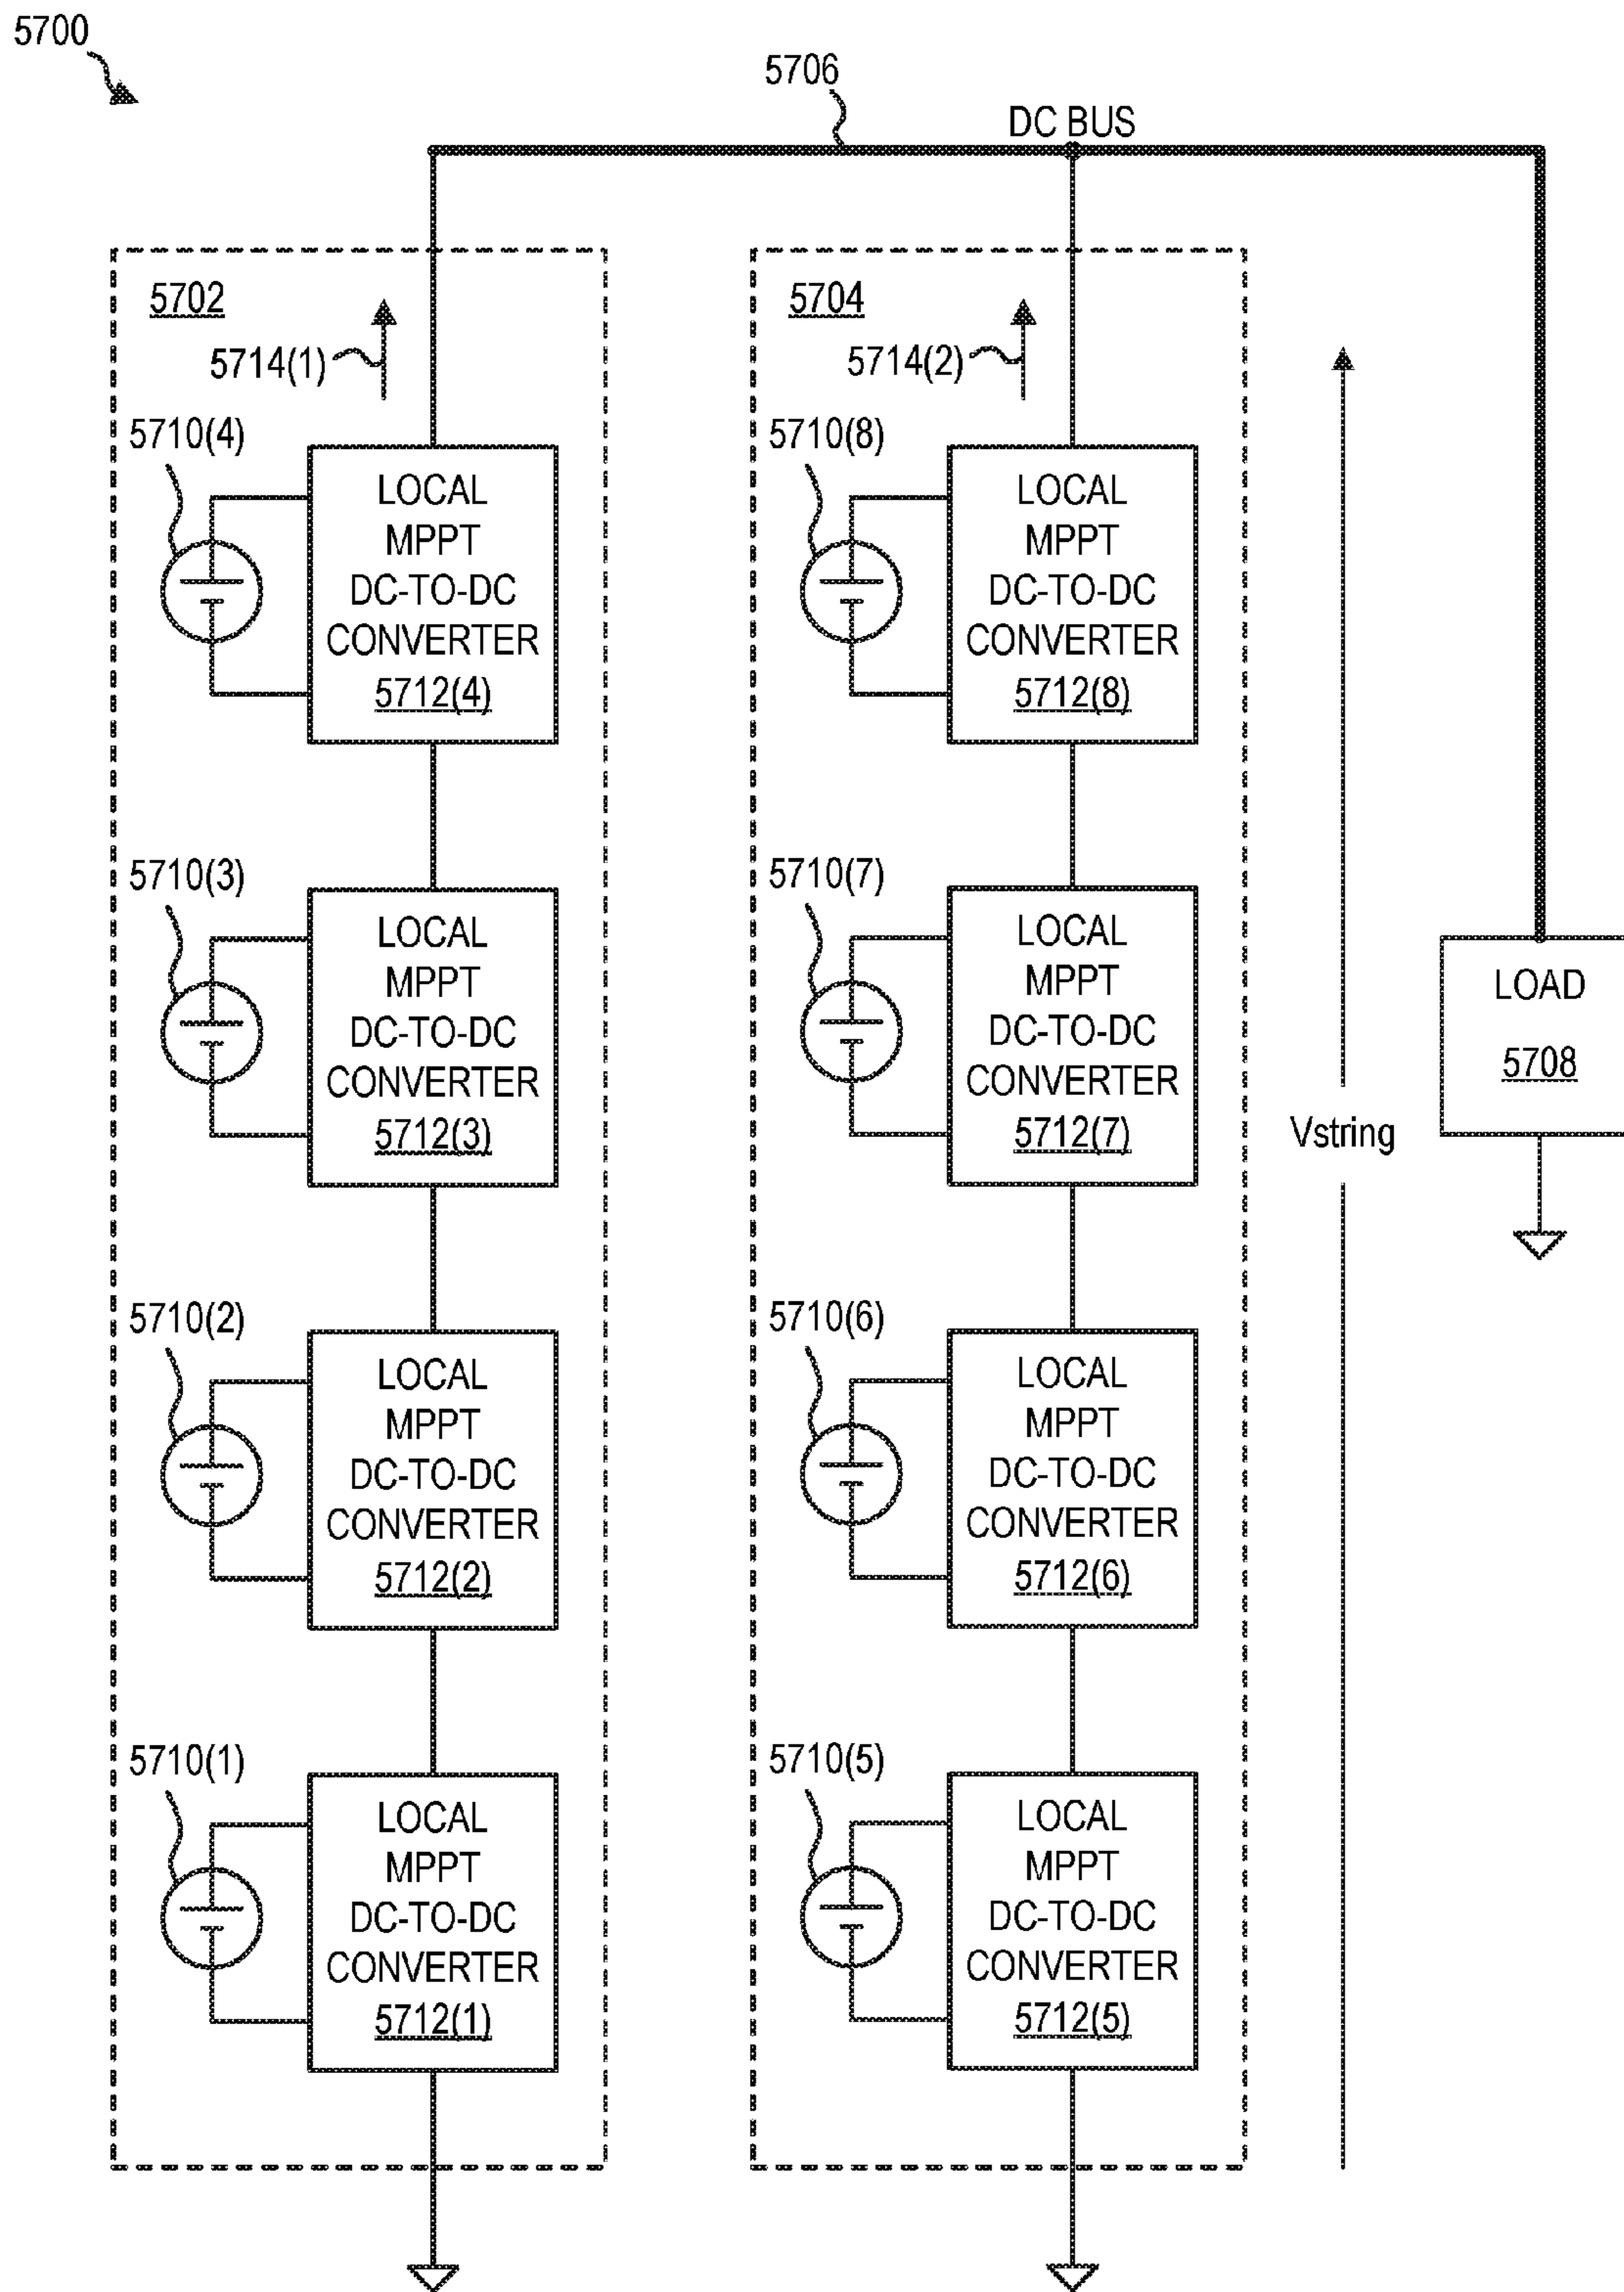 5700
5706
DC BUS
5702
5704
5714(1)
5714(2)
5710(4)
5710(8)
LOCAL
MPPT
DC-TO-DC
CONVERTER
5712(4)
LOCAL
MPPT
DC-TO-DC
CONVERTER
5712(8)
5710(3)
5710(7)
LOCAL
MPPT
DC-TO-DC
CONVERTER
5712(3)
LOCAL
MPPT
DC-TO-DC
CONVERTER
5712(7)
LOAD
5708
Vstring
5710(2)
5710(6)
LOCAL
MPPT
DC-TO-DC
CONVERTER
5712(2)
LOCAL
MPPT
DC-TO-DC
CONVERTER
5712(6)
5710(1)
5710(5)
LOCAL
MPPT
DC-TO-DC
CONVERTER
5712(1)
LOCAL
MPPT
DC-TO-DC
CONVERTER
5712(5)